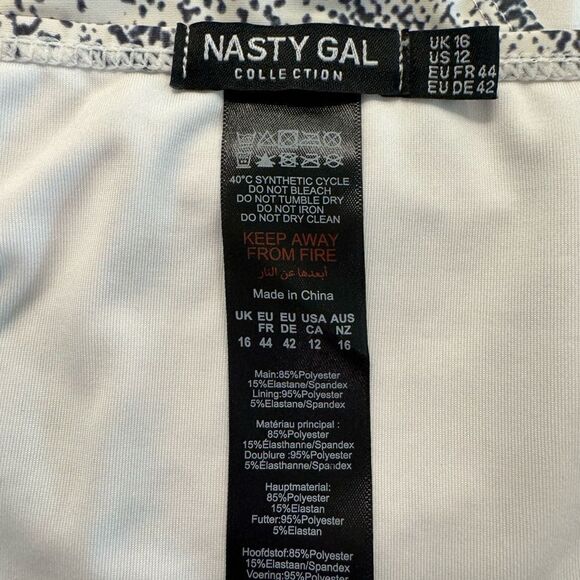 NASTY GAL
COLLECTION
UK 16
US 12
EU FR 44
EU DE 42
40°C SYNTHETIC CYCLE
DO NOT BLEACH
DO NOT TUMBLE DRY
DO NOT IRON
DO NOT DRY CLEAN
KEEP AWAY
FROM FIRE
أبعدها عن النار
Made in China
UK EU EU USA AUS
FR DE CA NZ
16 44 42 12 16
Main:85%Polyester
15%Elastane/Spandex
Lining:95%Polyester
5%Elastane/Spandex
Matériau principal :
85%Polyester
15%Élasthanne/Spandex
Doublure :95%Polyester
5%Élasthanne/Spandex
Hauptmaterial:
85%Polyester
15%Elastan
Futter:95%Polyester
5%Elastan
Hoofdstof:85%Polyester
15%Elastaan/Spandex
Voering:95%Polyester